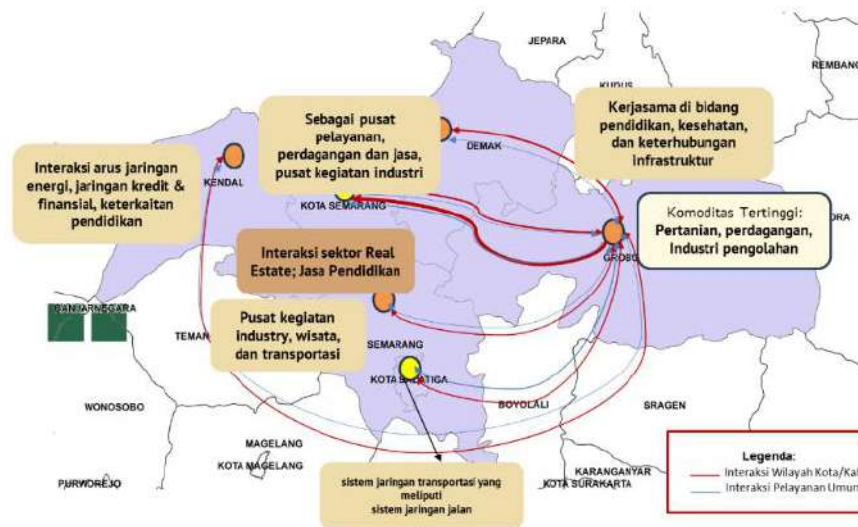 JEPARA
REMBANG
KUDUS
Sebagai pusat
pelayanan,
perdagangan dan jasa,
pusat kegiatan industri
DEMAK
Kerjasama di bidang
pendidikan, kesehatan,
dan keterhubungan
infrastruktur
Interaksi arus jaringan
energi, jaringan kredit &
finansial, keterkaitan
pendidikan
KENDAL
KOTA SEMARANG
Komoditas Tertinggi:
Pertanian, perdagangan,
Industri pengolahan
ORA
GROBO
Interaksi sektor Real
Estate; Jasa Pendidikan
BANJARNEGARA
TEMAN
Pusat kegiatan
industry, wisata,
dan transportasi
SEMARANG
KOTA SALATIGA
BOYOLALI
SRAGEN
WONOSOBO
MAGELANG
KOTA MAGELANG
PURWOREJO
sistem jaringan transportasi yang
meliputi
sistem jaringan jalan
KARANGANYAR
KOTA SURAKARTA
Legenda:
Interaksi Wilayah Kota/Kal
Interaksi Pelayanan Umun